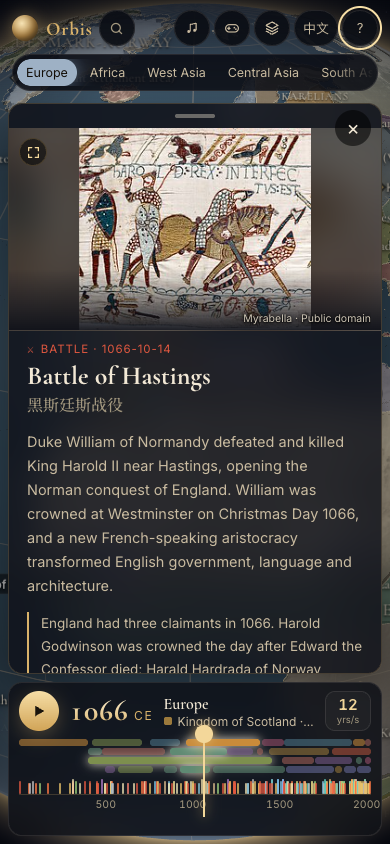 Orbis
中文
?
Europe
Africa
West Asia
Central Asia
South A
KARELIANS
HAROLD:REX:INTERFEC
TVS:EST
Myrabella · Public domain
BATTLE · 1066-10-14
Battle of Hastings
黑斯廷斯战役
Duke William of Normandy defeated and killed
King Harold II near Hastings, opening the
Norman conquest of England. William was
crowned at Westminster on Christmas Day 1066,
and a new French-speaking aristocracy
transformed English government, language and
architecture.
England had three claimants in 1066. Harold
Godwinson was crowned the day after Edward the
Confessor died; Harald Hardrada of Norway
of
1066 CE
Europe
Kingdom of Scotland ·...
12
yrs/s
500
1000
1500
2000